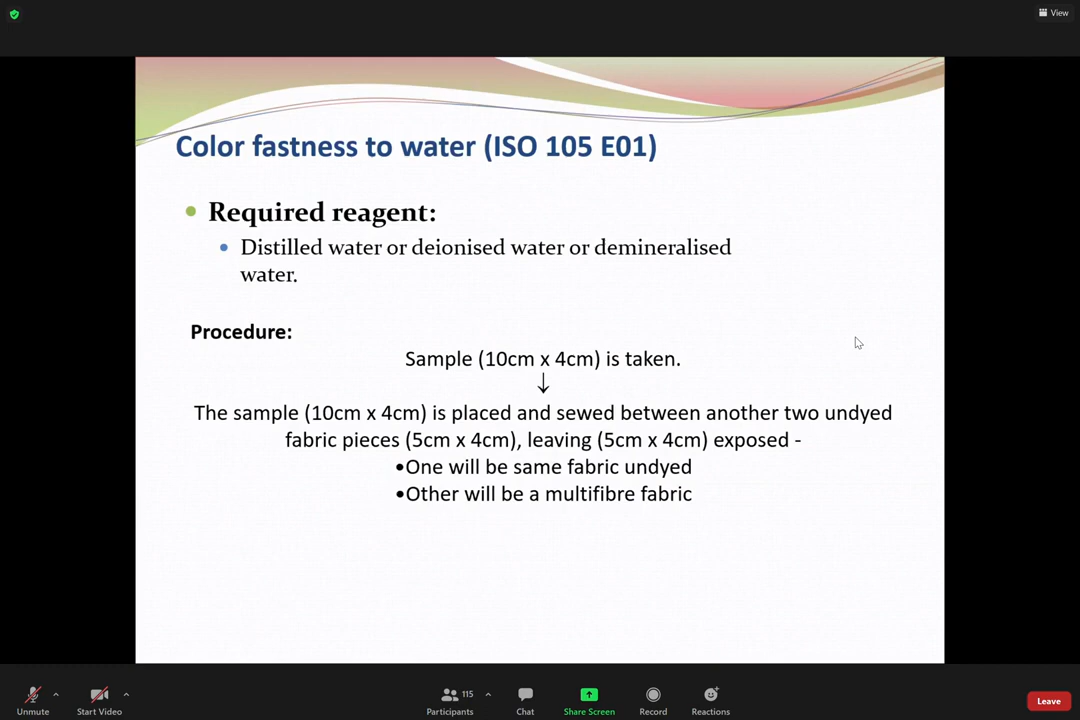 View
Color fastness to water (ISO 105 E01)
• Required reagent:
• Distilled water or deionised water or demineralised
water.
Procedure:
Sample (10cm x 4cm) is taken.
↓
The sample (10cm x 4cm) is placed and sewed between another two undyed
fabric pieces (5cm x 4cm), leaving (5cm x 4cm) exposed -
•One will be same fabric undyed
•Other will be a multifibre fabric
Unmute
Start Video
115
Participants
Chat
Share Screen
Record
Reactions
Leave